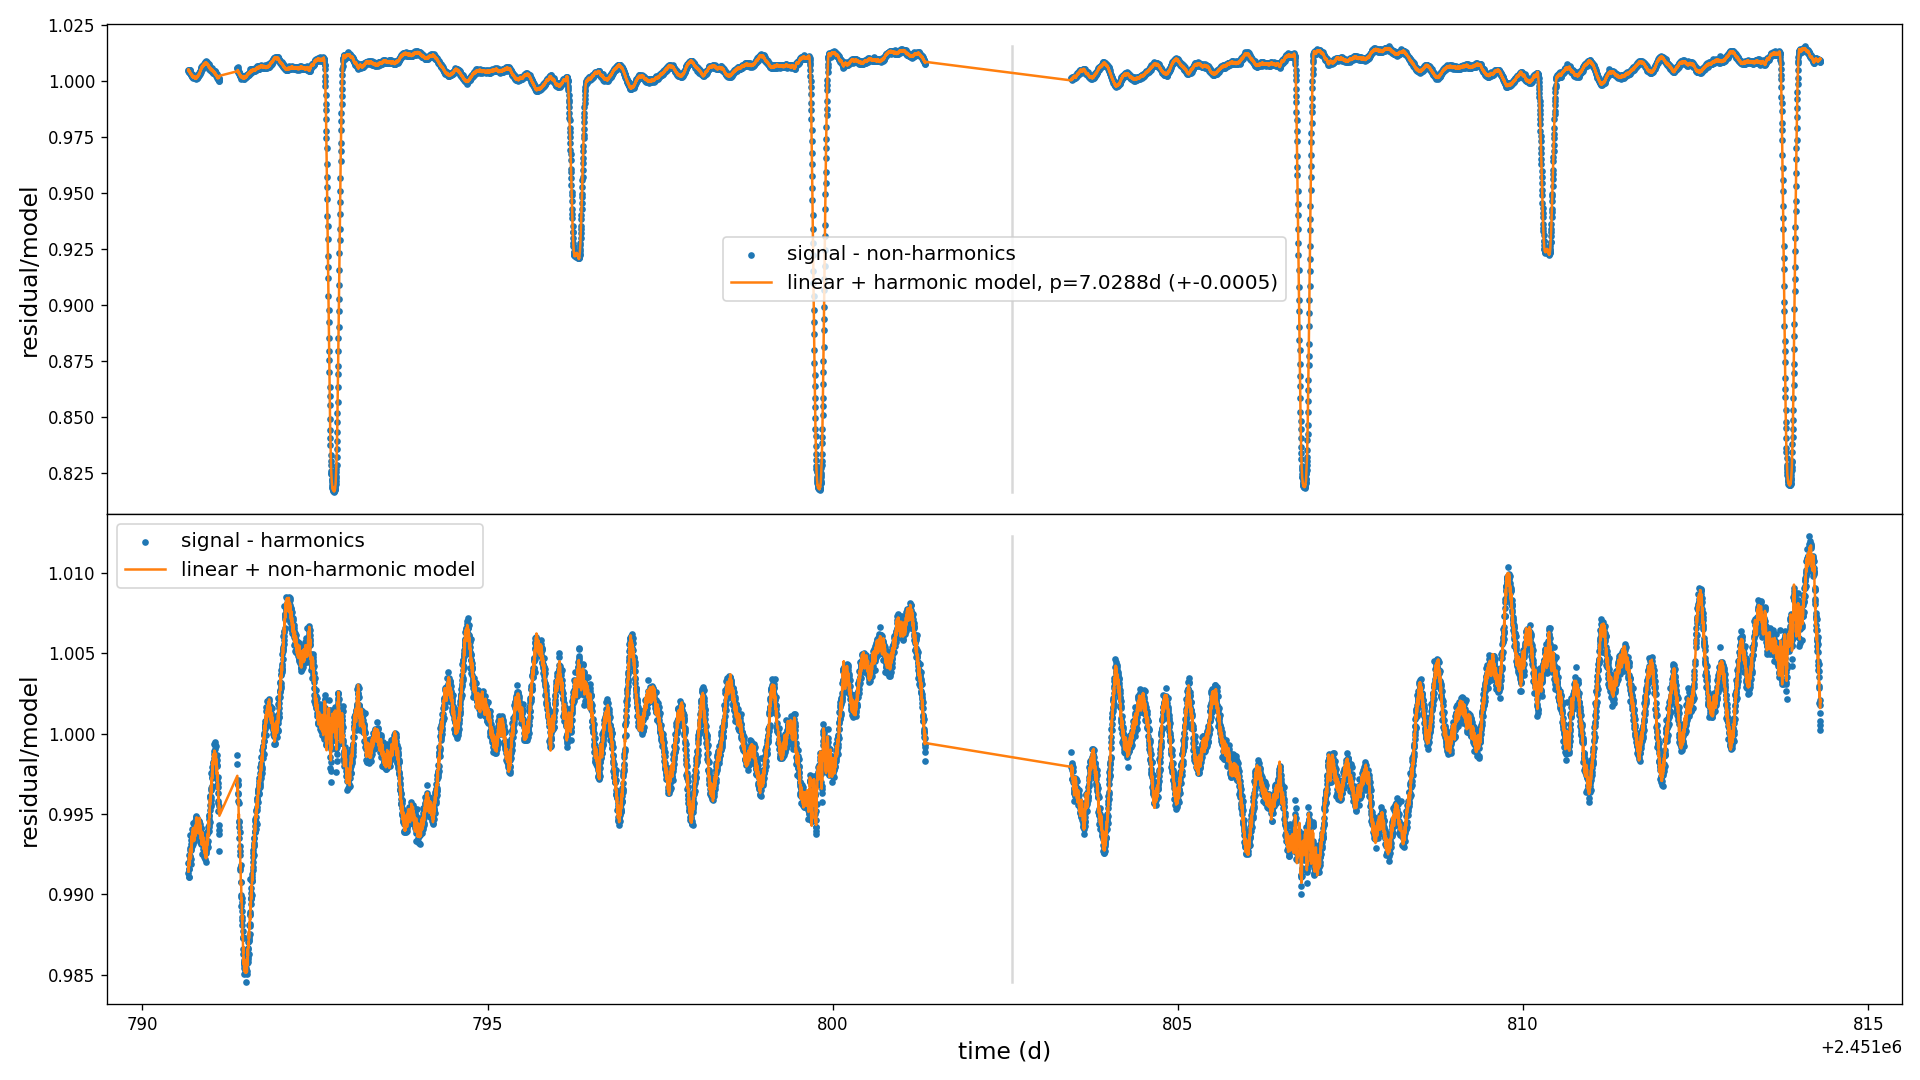 1.025
1.000
0.975
0.950
0.925
0.900
0.875
0.850
0.825
residual/model
signal - non-harmonics
linear + harmonic model, p=7.0288d (+-0.0005)
signal - harmonics
linear + non-harmonic model
1.010
1.005
1.000
0.995
0.990
0.985
residual/model
790 795 800 805 810 815
time (d)
+2.451e6